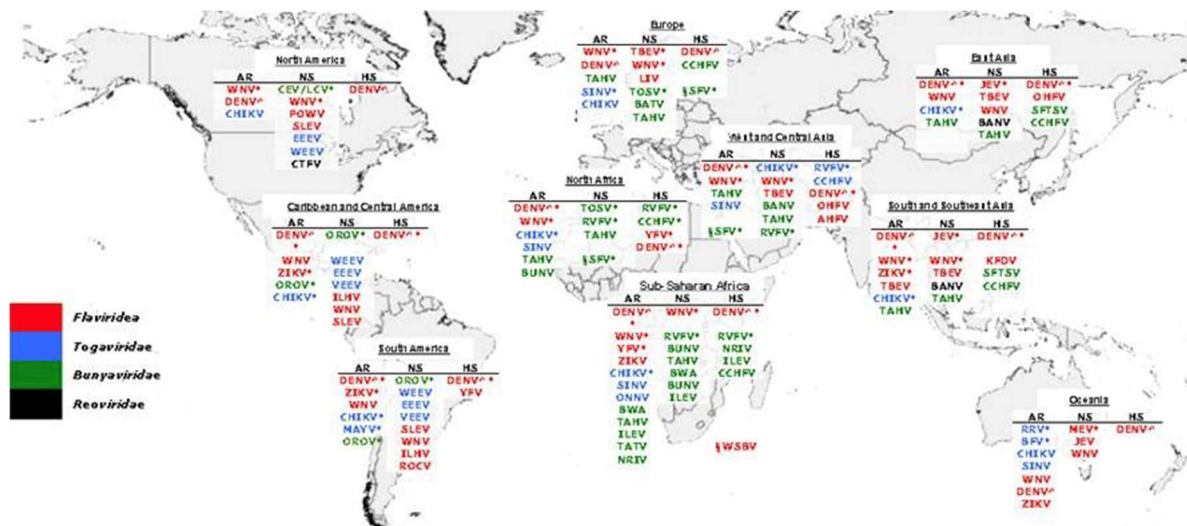 North America
AR NS HS
WNV* CEV/LCV* DENV^
DENV^ WNV*
CHIKV POWV
SLEV
EEEV
WEEV
CTFV
Europe
AR NS HS
WNV* TBEV* DENV^
DENV^ WNV* CCHFV
TAHV LIV
SINV* TOSV* §SFV*
CHIKV BATV
TAHV
East Asia
AR NS HS
DENV^* JEV* DENV^*
WNV TBEV OHFV
CHIKV* WNV SFTSV
TAHV BANV CCHFV
TAHV
West and Central Asia
AR NS HS
DENV^* CHIKV* RVFV*
WNV* WNV* CCHFV
TAHV TBEV DENV^*
SINV BANV OHFV
TAHV AHFV
§SFV* RVFV*
North Africa
AR NS HS
DENV^* TOSV* RVFV*
WNV* RVFV* CCHFV*
CHIKV* TAHV YFV*
SINV DENV^*
TAHV §SFV*
BUNV
Caribbean and Central America
AR NS HS
DENV^ OROV* DENV^*
*
WNV WEEV
ZIKV* EEEV
OROV* VEEV
CHIKV* ILHV
WNV
SLEV
South and Southeast Asia
AR NS HS
DENV^ JEV* DENV^*
*
WNV* WNV* KFDV
ZIKV* TBEV SFTSV
TBEV BANV CCHFV
CHIKV* TAHV
TAHV
Sub-Saharan Africa
AR NS HS
DENV^ WNV* DENV^*
*
WNV* RVFV* RVFV*
YFV* BUNV NRIV
ZIKV TAHV ILEV
CHIKV* BWA CCHFV
SINV BUNV
ONNV ILEV
BWA
TAHV
ILEV
TATV §WSBV
NRIV
Flaviridea
Togaviridae
Bunyaviridae
Reoviridae
South America
AR NS HS
DENV^* OROV* DENV^*
ZIKV* WEEV YFV
WNV EEEV
CHIKV* VEEV
MAYV* SLEV
OROV* WNV
ILHV
ROCV
Oceania
AR NS HS
RRV* MEV* DENV^
BFV* JEV
CHIKV WNV
SINV
WNV
DENV^
ZIKV